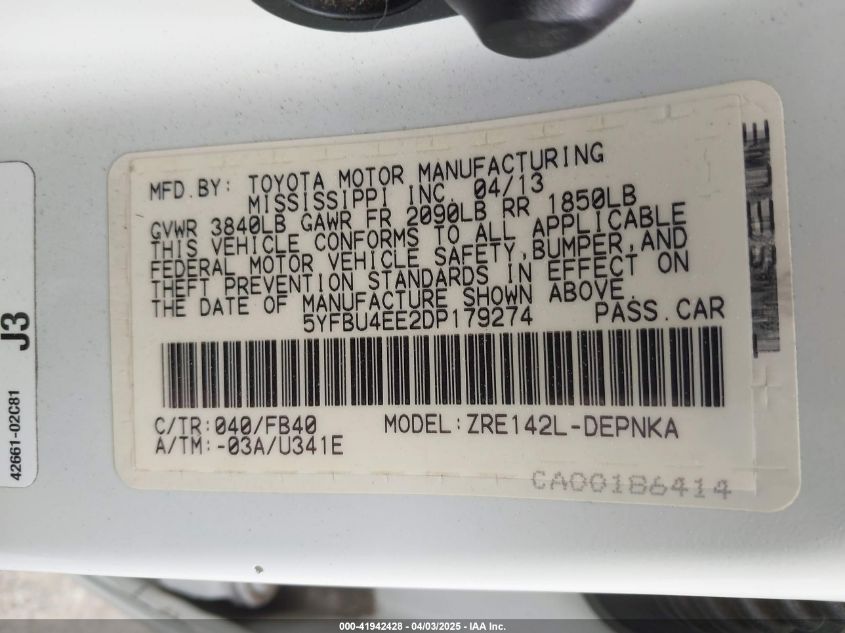 MFD.BY: TOYOTA MOTOR MANUFACTURING
MISSISSIPPI INC. 04/13
GVWR 3840LB GAWR FR 2090LB RR 1850LB
THIS VEHICLE CONFORMS TO ALL APPLICABLE
FEDERAL MOTOR VEHICLE SAFETY,BUMPER,AND
THEFT PREVENTION STANDARDS IN EFFECT ON
THE DATE OF MANUFACTURE SHOWN ABOVE.
5YFBU4EE2DP179274 PASS.CAR
C/TR:040/FB40 MODEL:ZRE142L-DEPNKA
A/TM:-03A/U341E
CA00186414
J3
42661-02C81
000-41942428 - 04/03/2025 - IAA Inc.